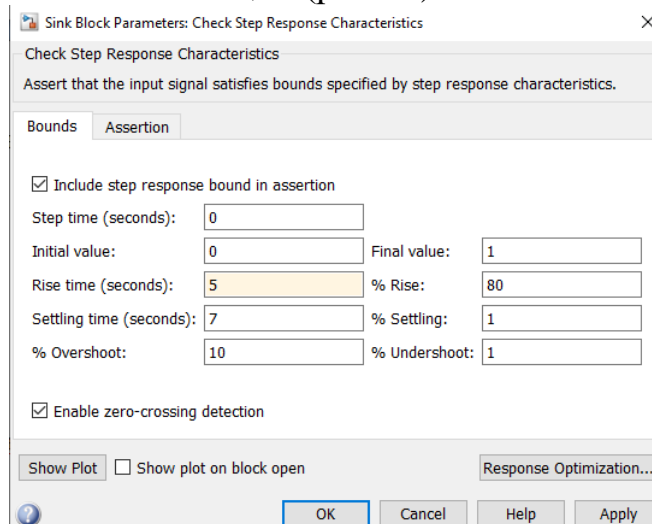 Sink Block Parameters: Check Step Response Characteristics
Check Step Response Characteristics
Assert that the input signal satisfies bounds specified by step response characteristics.
Bounds Assertion
Include step response bound in assertion
Step time (seconds): 0
Initial value: 0 Final value: 1
Rise time (seconds): 5 % Rise: 80
Settling time (seconds): 7 % Settling: 1
% Overshoot: 10 % Undershoot: 1
Enable zero-crossing detection
Show Plot Show plot on block open Response Optimization...
OK Cancel Help Apply